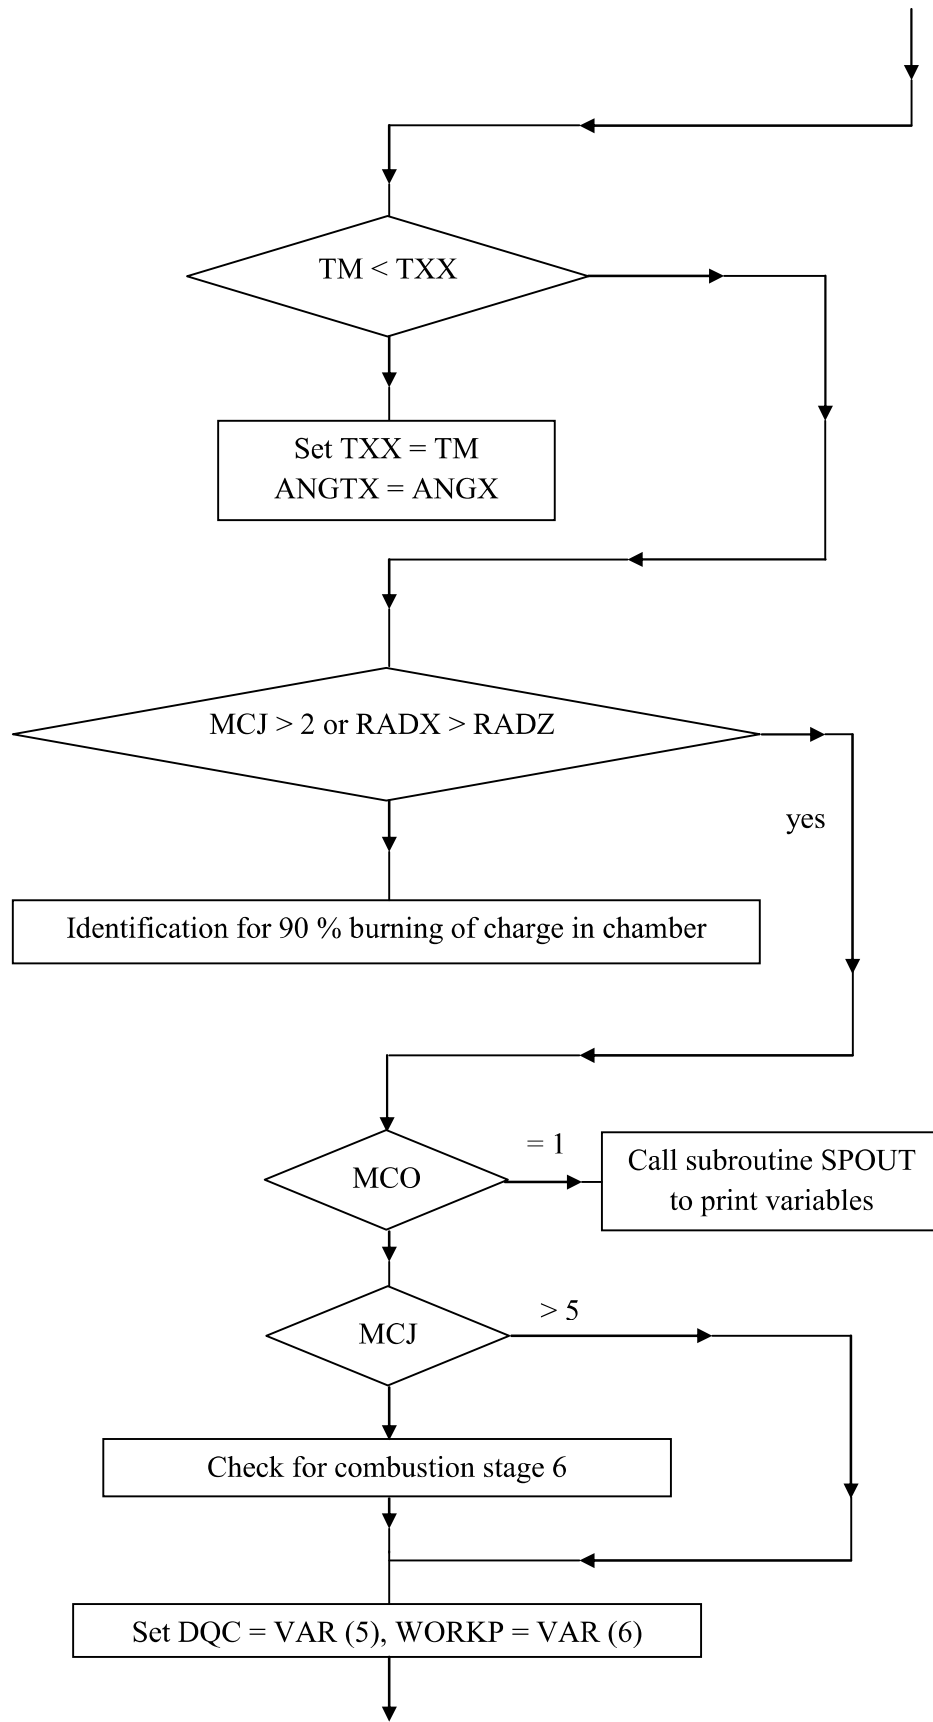 TM < TXX
Set TXX = TM
ANGTX = ANGX
MCJ > 2 or RADX > RADZ
yes
Identification for 90 % burning of charge in chamber
= 1
MCO
Call subroutine SPOUT
to print variables
> 5
MCJ
Check for combustion stage 6
Set DQC = VAR (5), WORKP = VAR (6)